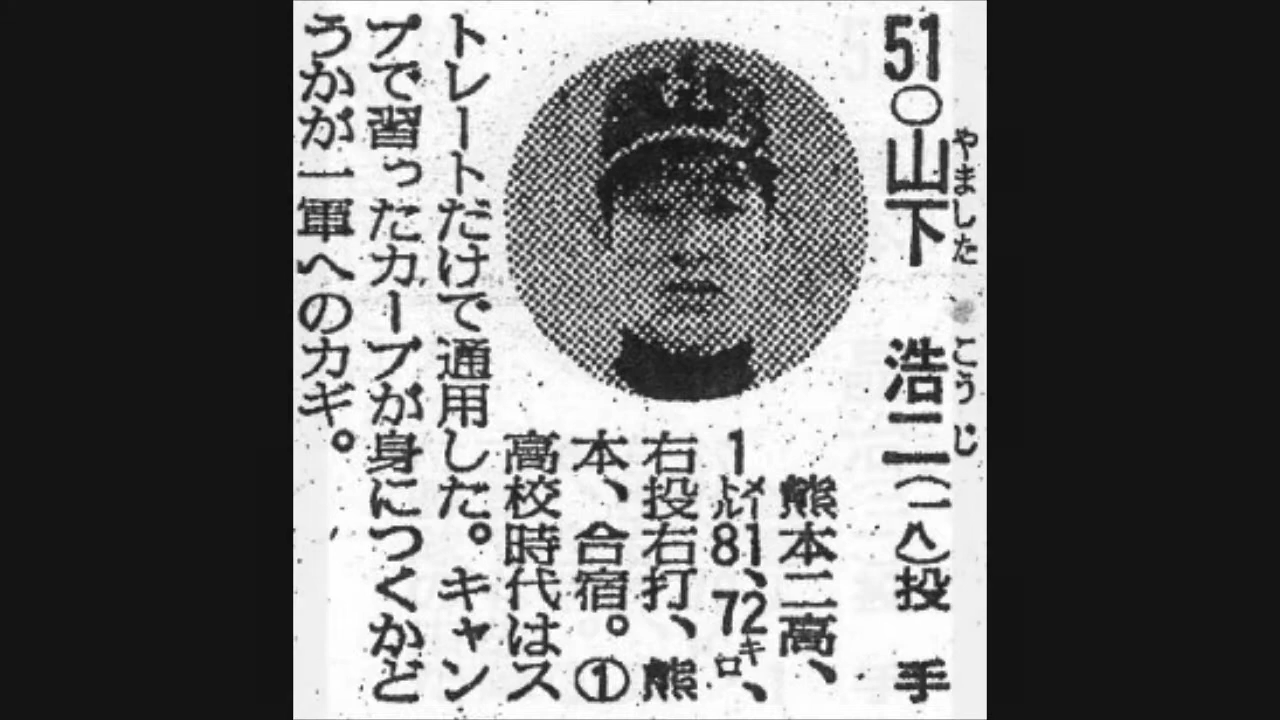 51○山下 浩二(一八)投手
やました こうじ
熊本二高、
1メートル81、72キロ、
右投右打、熊
本、合宿。①
高校時代はス
トレートだけで通用した。キャン
プで習ったカーブが身につくかど
うかが一軍へのカギ。